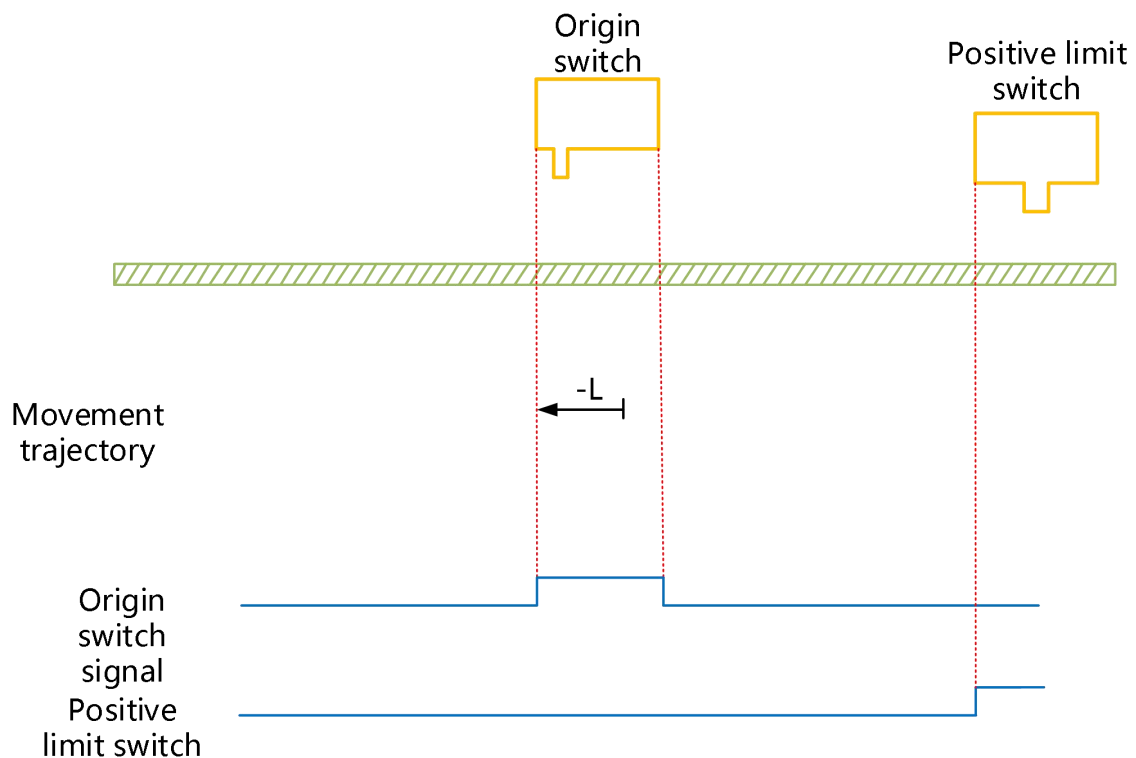 Origin
switch
Positive limit
switch
-L
Movement
trajectory
Origin
switch
signal
Positive
limit switch